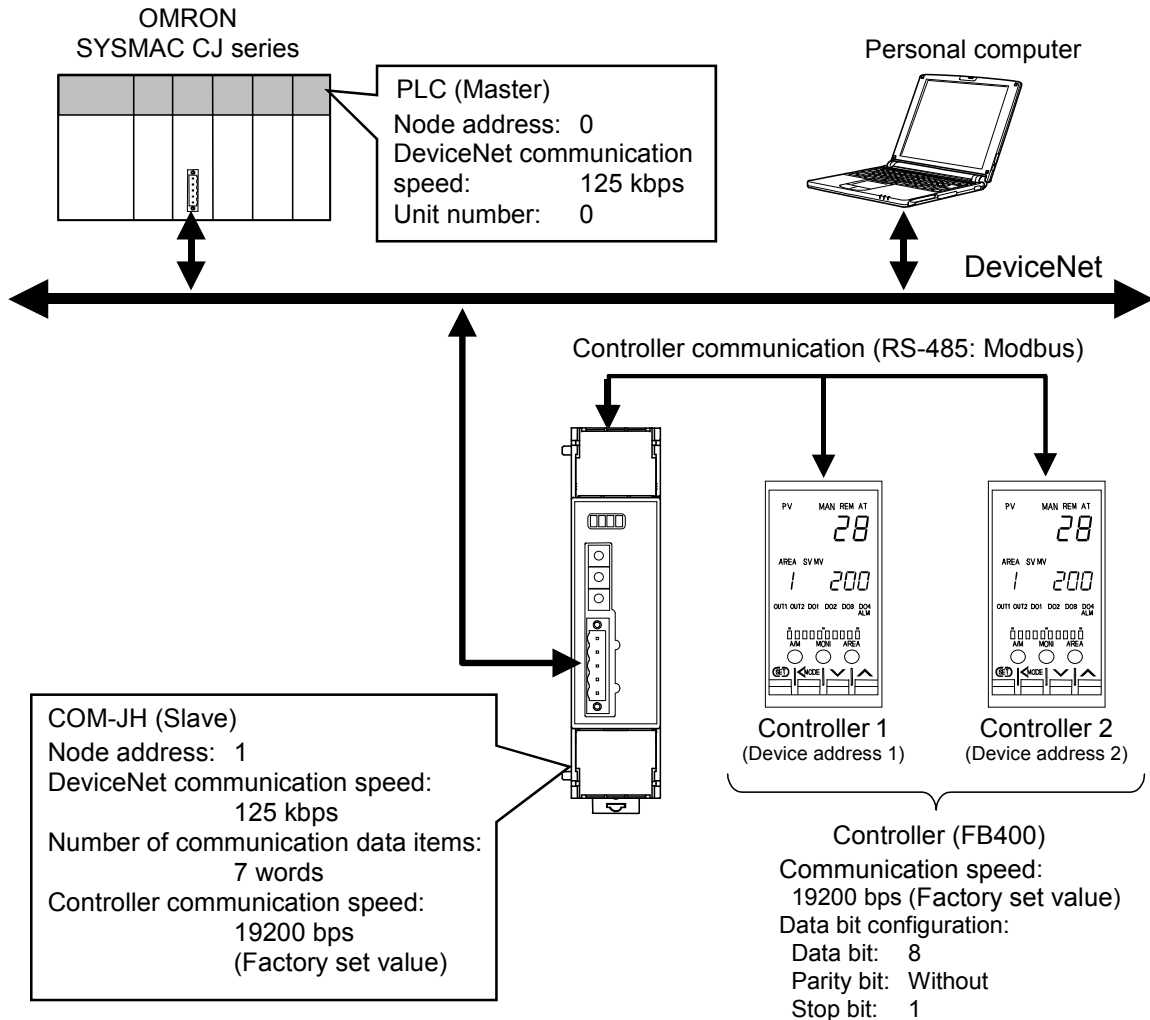 OMRON
SYSMAC CJ series
Personal computer
PLC (Master)
Node address: 0
DeviceNet communication
speed: 125 kbps
Unit number: 0
DeviceNet
Controller communication (RS-485: Modbus)
PV MAN REM AT
28
AREA SV MV
1 200
OUT1 OUT2 DO1 DO2 DO3 DO4
ALM
A/M MONI AREA
SET <MODE
Controller 1
(Device address 1)
PV MAN REM AT
28
AREA SV MV
1 200
OUT1 OUT2 DO1 DO2 DO3 DO4
ALM
A/M MONI AREA
SET <MODE
Controller 2
(Device address 2)
COM-JH (Slave)
Node address: 1
DeviceNet communication speed:
125 kbps
Number of communication data items:
7 words
Controller communication speed:
19200 bps
(Factory set value)
Controller (FB400)
Communication speed:
19200 bps (Factory set value)
Data bit configuration:
Data bit: 8
Parity bit: Without
Stop bit: 1